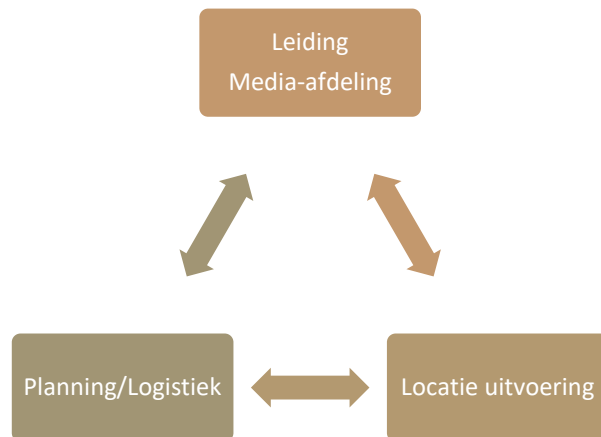 Leiding
Media-afdeling
Planning/Logistiek
Locatie uitvoering